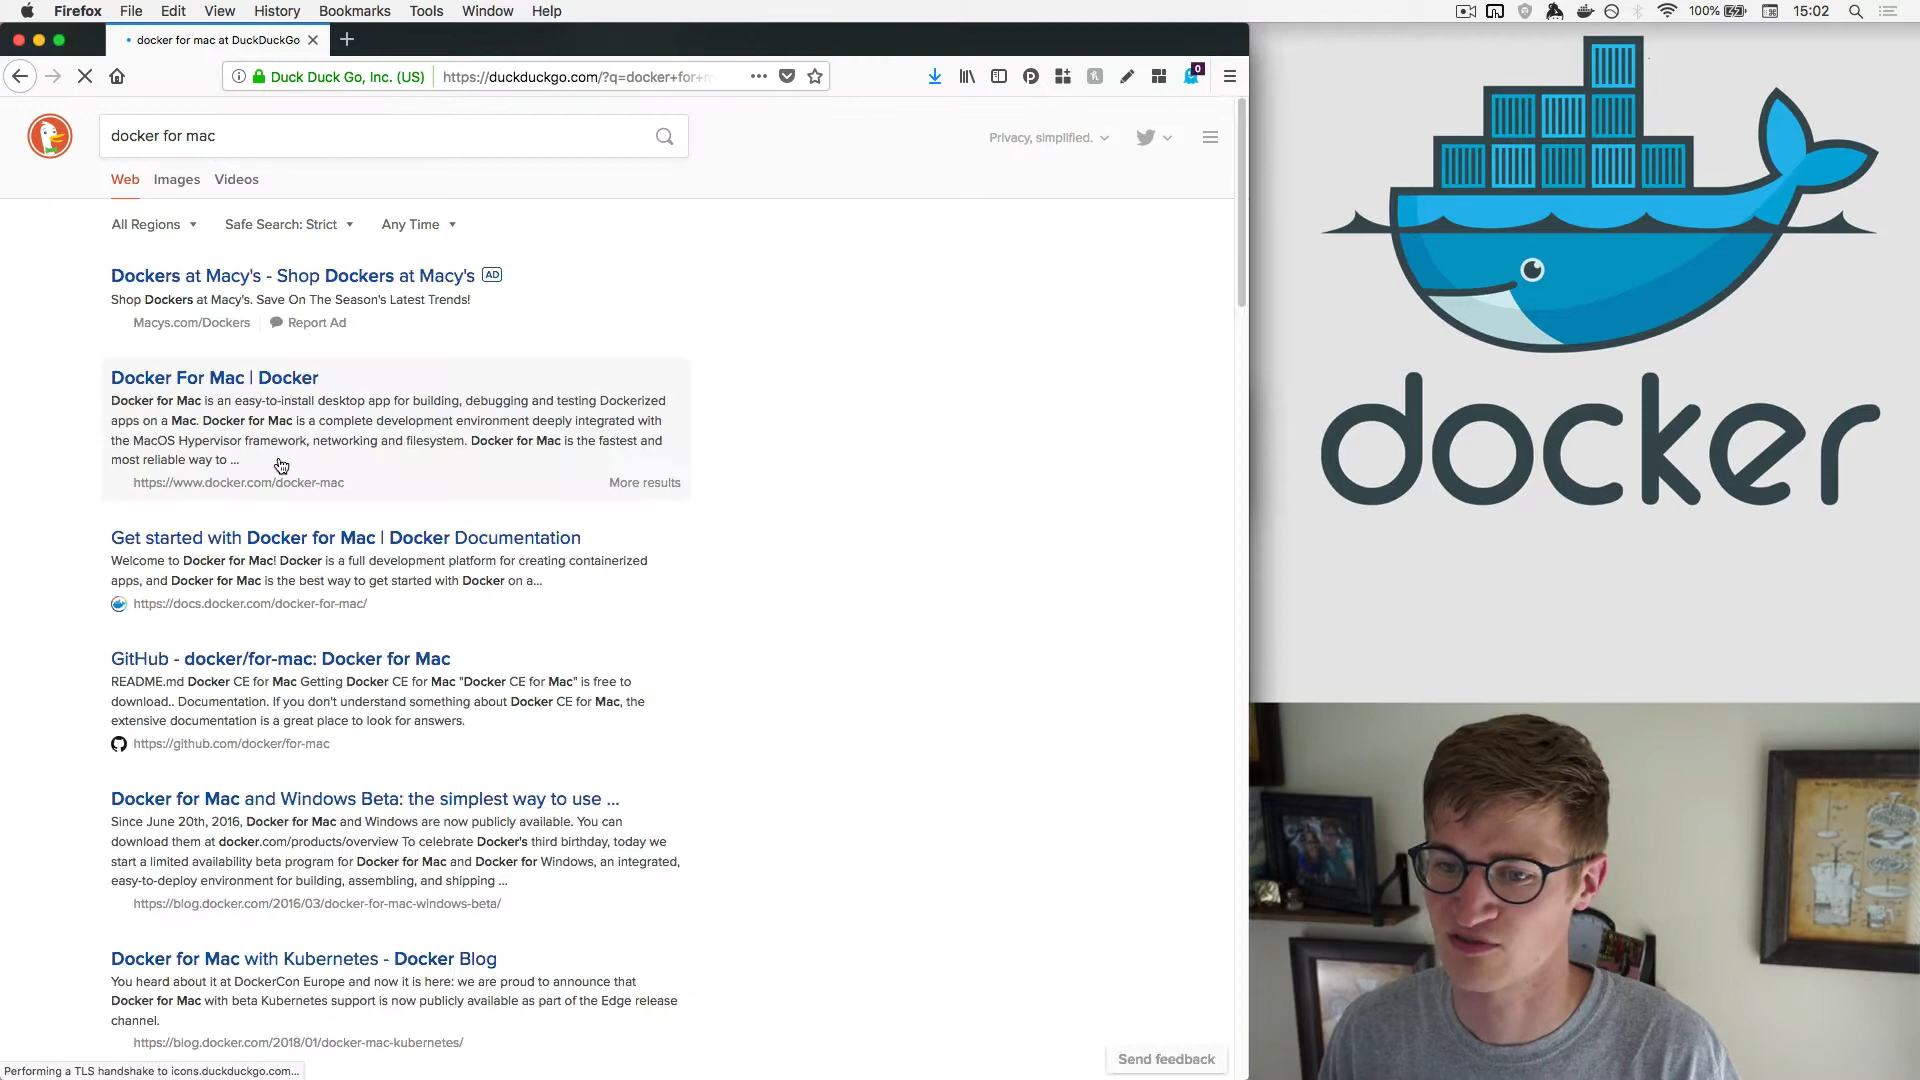 Firefox File Edit View History Bookmarks Tools Window Help
100% 15:02
docker for mac at DuckDuckGo
Duck Duck Go, Inc. (US) https://duckduckgo.com/?q=docker+for+m
0
docker for mac
Privacy, simplified.
Web Images Videos
All Regions Safe Search: Strict Any Time
Dockers at Macy's - Shop Dockers at Macy's AD
Shop Dockers at Macy's. Save On The Season's Latest Trends!
Macys.com/Dockers Report Ad
Docker For Mac | Docker
Docker for Mac is an easy-to-install desktop app for building, debugging and testing Dockerized
apps on a Mac. Docker for Mac is a complete development environment deeply integrated with
the MacOS Hypervisor framework, networking and filesystem. Docker for Mac is the fastest and
most reliable way to ...
https://www.docker.com/docker-mac More results
Get started with Docker for Mac | Docker Documentation
Welcome to Docker for Mac! Docker is a full development platform for creating containerized
apps, and Docker for Mac is the best way to get started with Docker on a...
https://docs.docker.com/docker-for-mac/
GitHub - docker/for-mac: Docker for Mac
README.md Docker CE for Mac Getting Docker CE for Mac "Docker CE for Mac" is free to
download.. Documentation. If you don't understand something about Docker CE for Mac, the
extensive documentation is a great place to look for answers.
https://github.com/docker/for-mac
Docker for Mac and Windows Beta: the simplest way to use ...
Since June 20th, 2016, Docker for Mac and Windows are now publicly available. You can
download them at docker.com/products/overview To celebrate Docker's third birthday, today we
start a limited availability beta program for Docker for Mac and Docker for Windows, an integrated,
easy-to-deploy environment for building, assembling, and shipping ...
https://blog.docker.com/2016/03/docker-for-mac-windows-beta/
Docker for Mac with Kubernetes - Docker Blog
You heard about it at DockerCon Europe and now it is here: we are proud to announce that
Docker for Mac with beta Kubernetes support is now publicly available as part of the Edge release
channel.
https://blog.docker.com/2018/01/docker-mac-kubernetes/
Send feedback
Performing a TLS handshake to icons.duckduckgo.com...
docker